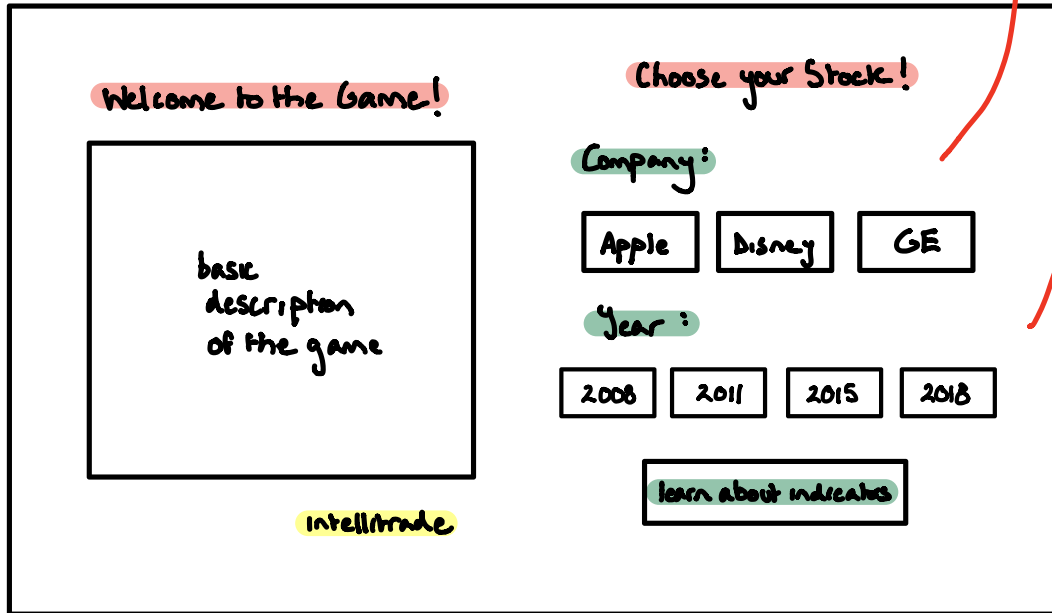 Welcome to the Game!
basic
description
of the game
intellitrade
Choose your Stock!
Company:
Apple
Disney
GE
Year:
2008
2011
2015
2018
learn about indicators